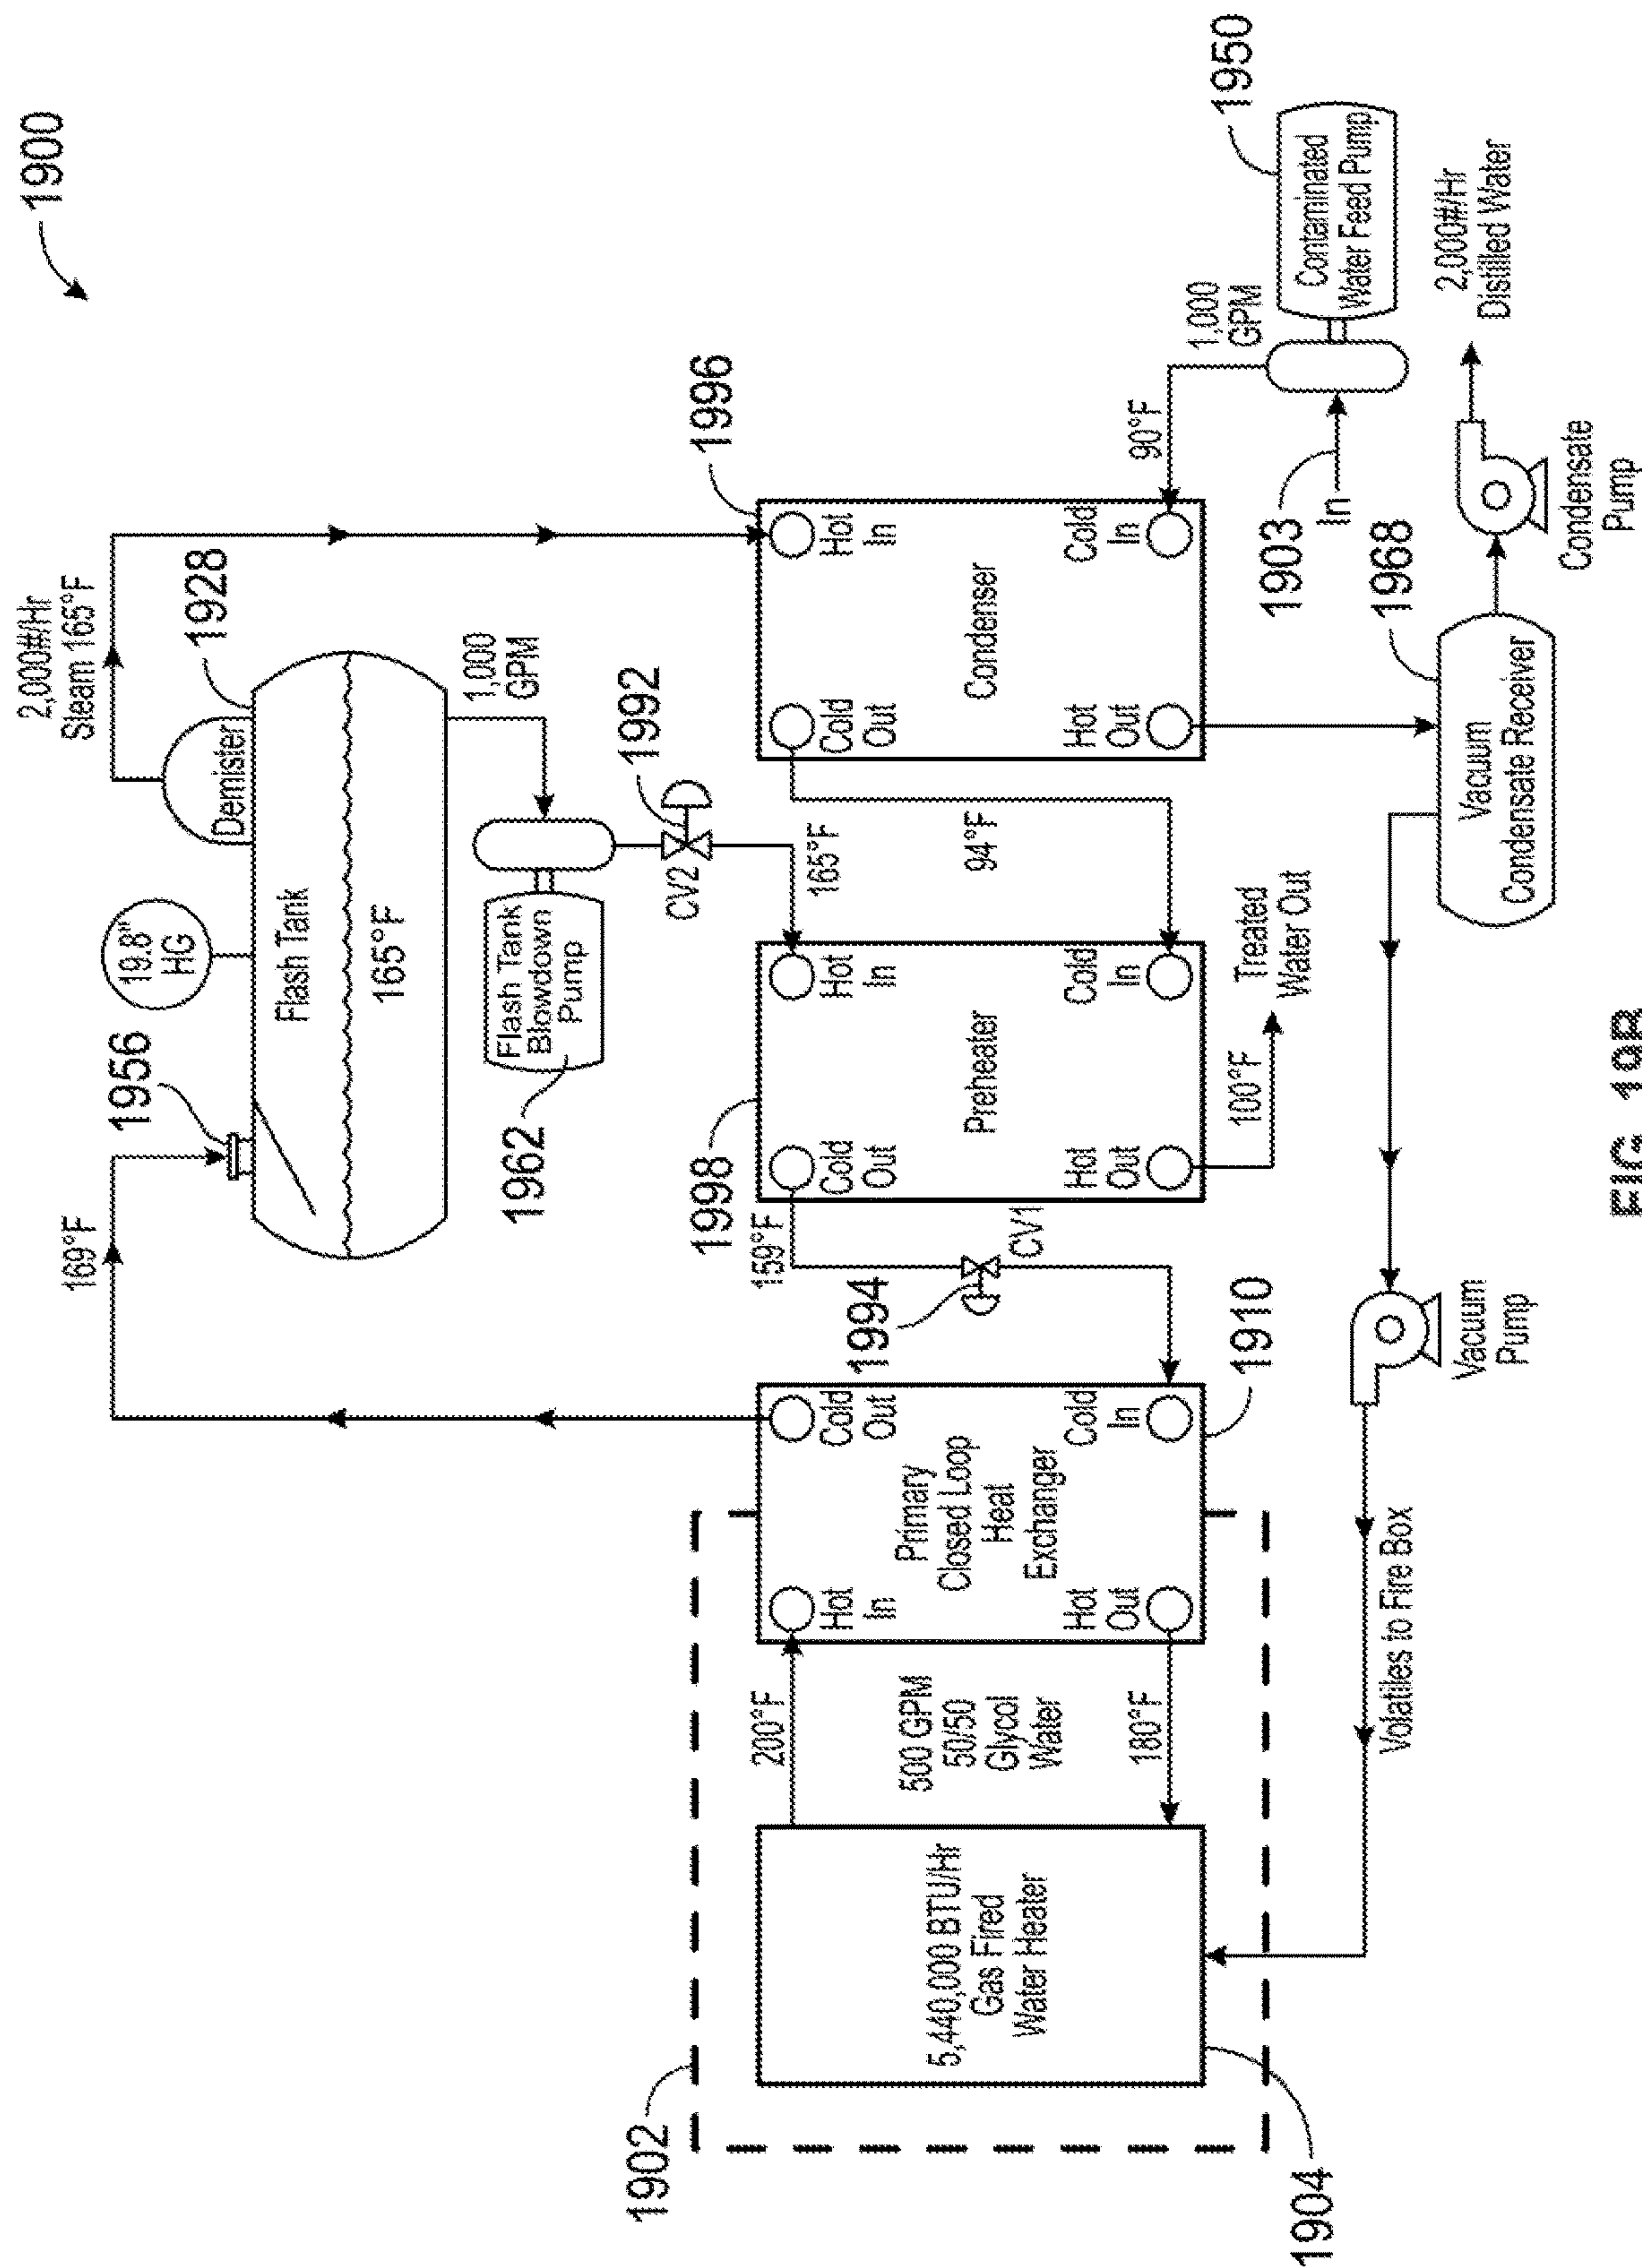 1900
2,000#/Hr
Steam 165°F
1928
Demister
19.8"
HG
Flash Tank
165°F
1956
169°F
1,000
GPM
Flash Tank
Blowdown
Pump
1962
1992
CV2
165°F
1996
Hot
In
Cold
Out
Condenser
Cold
In
Hot
Out
94°F
90°F
1,000
GPM
1950
Contaminated
Water Feed Pump
1903
In
1998
Hot
In
Cold
Out
Preheater
Cold
In
Hot
Out
100°F
Treated
Water Out
159°F
1994
CV1
1910
Cold
Out
Hot
In
Primary
Closed Loop
Heat
Exchanger
Cold
In
Hot
Out
200°F
500 GPM
50/50
Glycol
Water
180°F
1902
5,440,000 BTU/Hr
Gas Fired
Water Heater
1904
1968
Vacuum
Condensate Receiver
2,000#/Hr
Distilled Water
Condensate
Pump
Vacuum
Pump
Volatiles to Fire Box
FIG. 19B